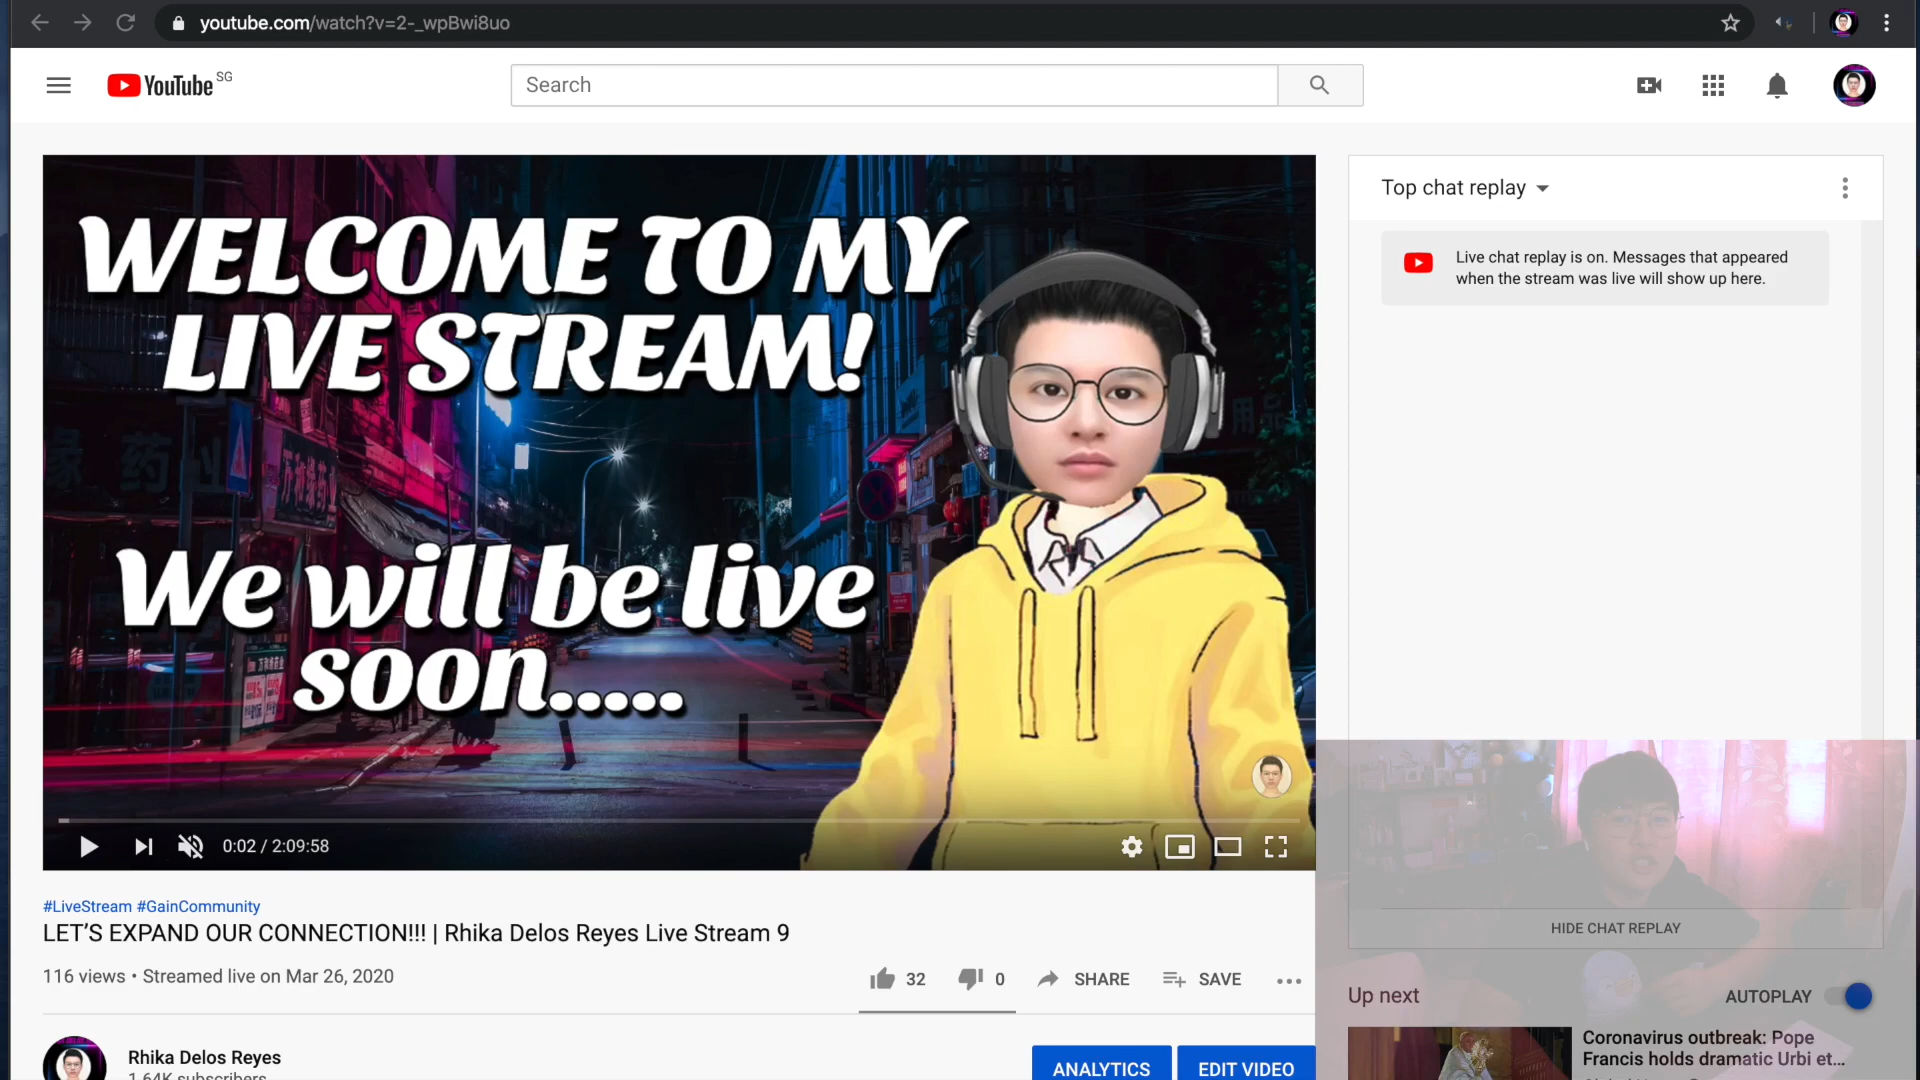 youtube.com/watch?v=2-_wpBwi8uo
YouTube SG
Search
WELCOME TO MY
LIVE STREAM!
We will be live
soon.....
0:02 / 2:09:58
#LiveStream #GainCommunity
LET’S EXPAND OUR CONNECTION!!! | Rhika Delos Reyes Live Stream 9
116 views • Streamed live on Mar 26, 2020
32
0
SHARE
SAVE
Rhika Delos Reyes
1.64K subscribers
ANALYTICS
EDIT VIDEO
Top chat replay
Live chat replay is on. Messages that appeared
when the stream was live will show up here.
HIDE CHAT REPLAY
Up next
AUTOPLAY
Coronavirus outbreak: Pope
Francis holds dramatic Urbi et...